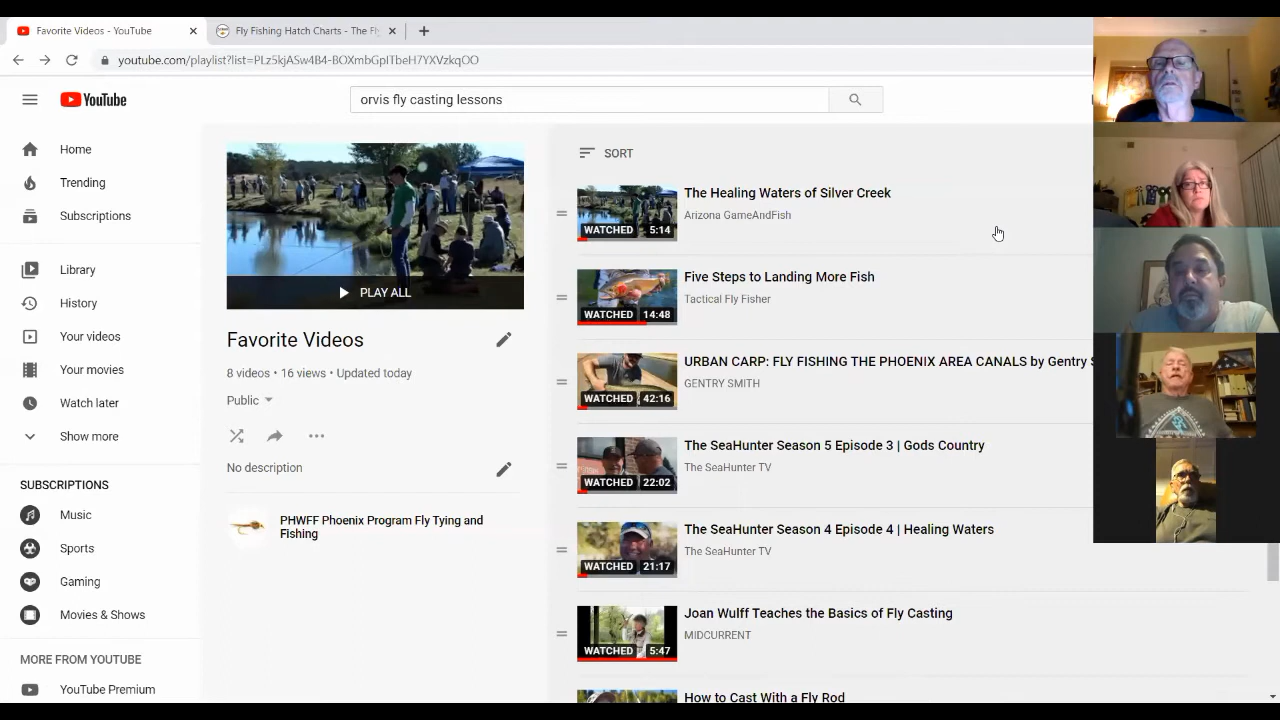 Favorite Videos - YouTube
Fly Fishing Hatch Charts - The Fl
youtube.com/playlist?list=PLz5kjASw4B4-BOXmbGpITbeH7YXVzkqOO
YouTube
orvis fly casting lessons
Home
Trending
Subscriptions
Library
History
Your videos
Your movies
Watch later
Show more
SUBSCRIPTIONS
Music
Sports
Gaming
Movies & Shows
MORE FROM YOUTUBE
YouTube Premium
PLAY ALL
Favorite Videos
8 videos • 16 views • Updated today
Public
No description
PHWFF Phoenix Program Fly Tying and
Fishing
SORT
The Healing Waters of Silver Creek
Arizona GameAndFish
WATCHED 5:14
Five Steps to Landing More Fish
Tactical Fly Fisher
WATCHED 14:48
URBAN CARP: FLY FISHING THE PHOENIX AREA CANALS by Gentry S
GENTRY SMITH
WATCHED 42:16
The SeaHunter Season 5 Episode 3 | Gods Country
The SeaHunter TV
WATCHED 22:02
The SeaHunter Season 4 Episode 4 | Healing Waters
The SeaHunter TV
WATCHED 21:17
Joan Wulff Teaches the Basics of Fly Casting
MIDCURRENT
WATCHED 5:47
How to Cast With a Fly Rod